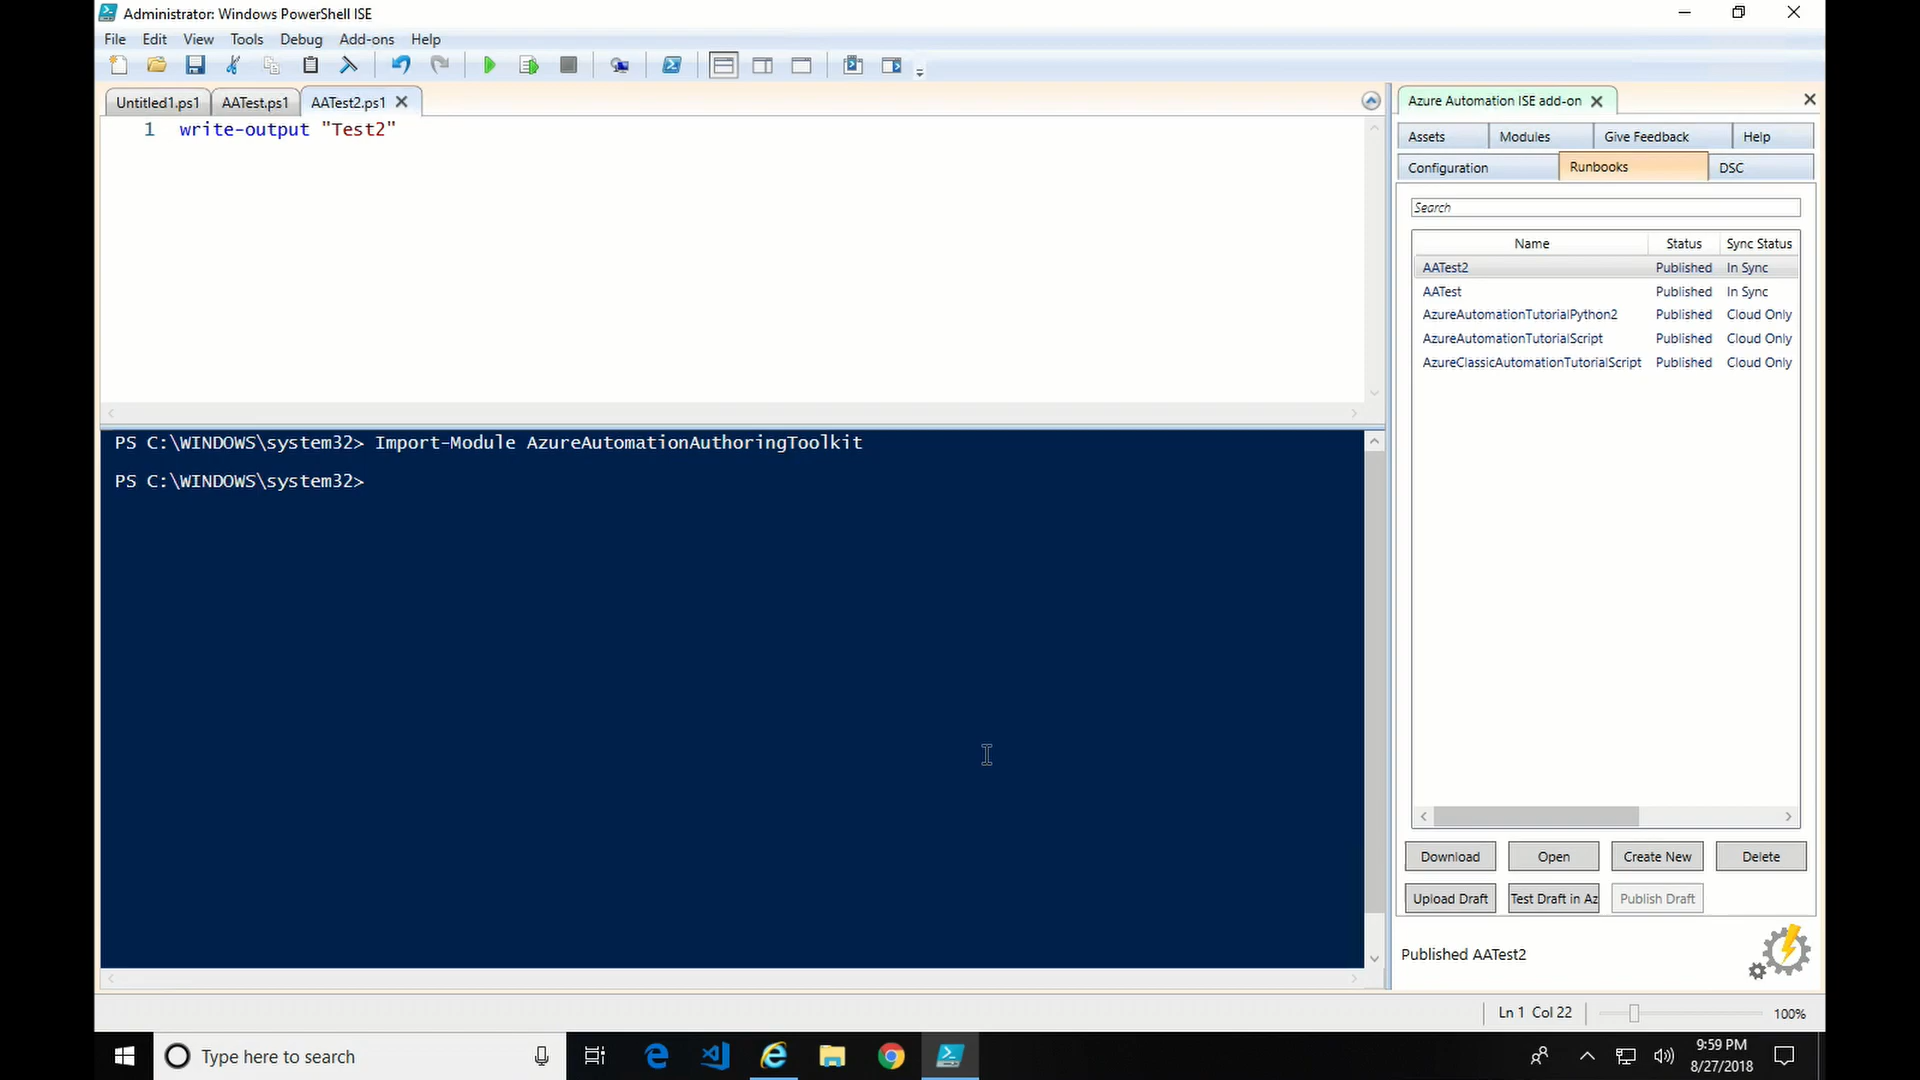 Administrator: Windows PowerShell ISE
File Edit View Tools Debug Add-ons Help
Untitled1.ps1 AATest.ps1 AATest2.ps1
1 write-output "Test2"
PS C:\WINDOWS\system32> Import-Module AzureAutomationAuthoringToolkit
PS C:\WINDOWS\system32>
Azure Automation ISE add-on
Assets Modules Give Feedback Help
Configuration Runbooks DSC
Search
Name Status Sync Status
AATest2 Published In Sync
AATest Published In Sync
AzureAutomationTutorialPython2 Published Cloud Only
AzureAutomationTutorialScript Published Cloud Only
AzureClassicAutomationTutorialScript Published Cloud Only
Download Open Create New Delete
Upload Draft Test Draft in Az Publish Draft
Published AATest2
Ln 1 Col 22 100%
Type here to search
9:59 PM
8/27/2018